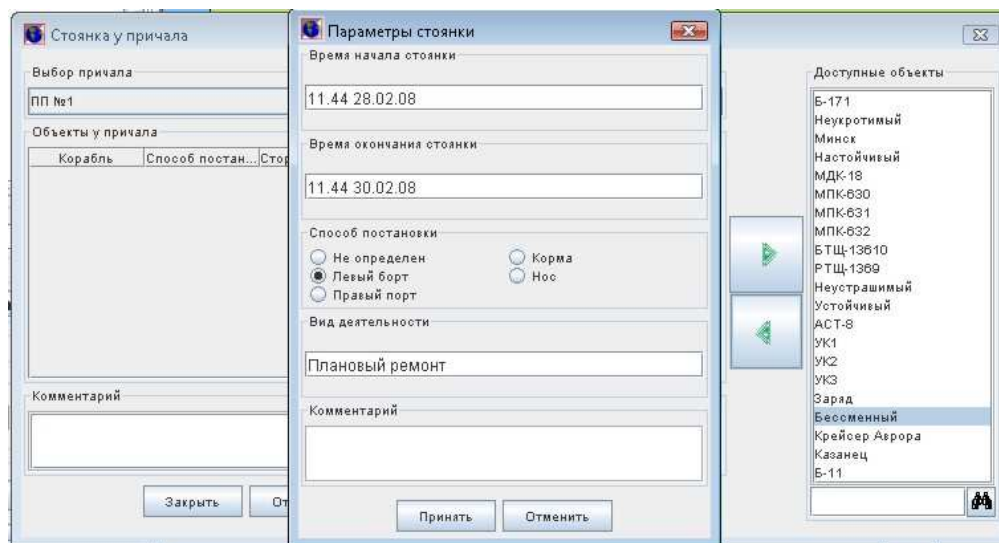 Стоянка у причала
Выбор причала
ПП №1
Объекты у причала
Корабль
Способ постан...
Комментарий
Закрыть
Параметры стоянки
Время начала стоянки
11.44 28.02.08
Время окончания стоянки
11.44 30.02.08
Способ постановки
Не определен
Корма
Левый борт
Нос
Правый порт
Вид деятельности
Плановый ремонт
Комментарий
Принять
Отменить
Доступные объекты
Б-171
Неукротимый
Минск
Настойчивый
МДК-18
МПК-630
МПК-631
МПК-632
БТЩ-13610
РТЩ-1369
Неустрашимый
Устойчивый
АСТ-8
УК1
УК2
УК3
Заряд
Бессменный
Крейсер Аврора
Казанец
Б-11